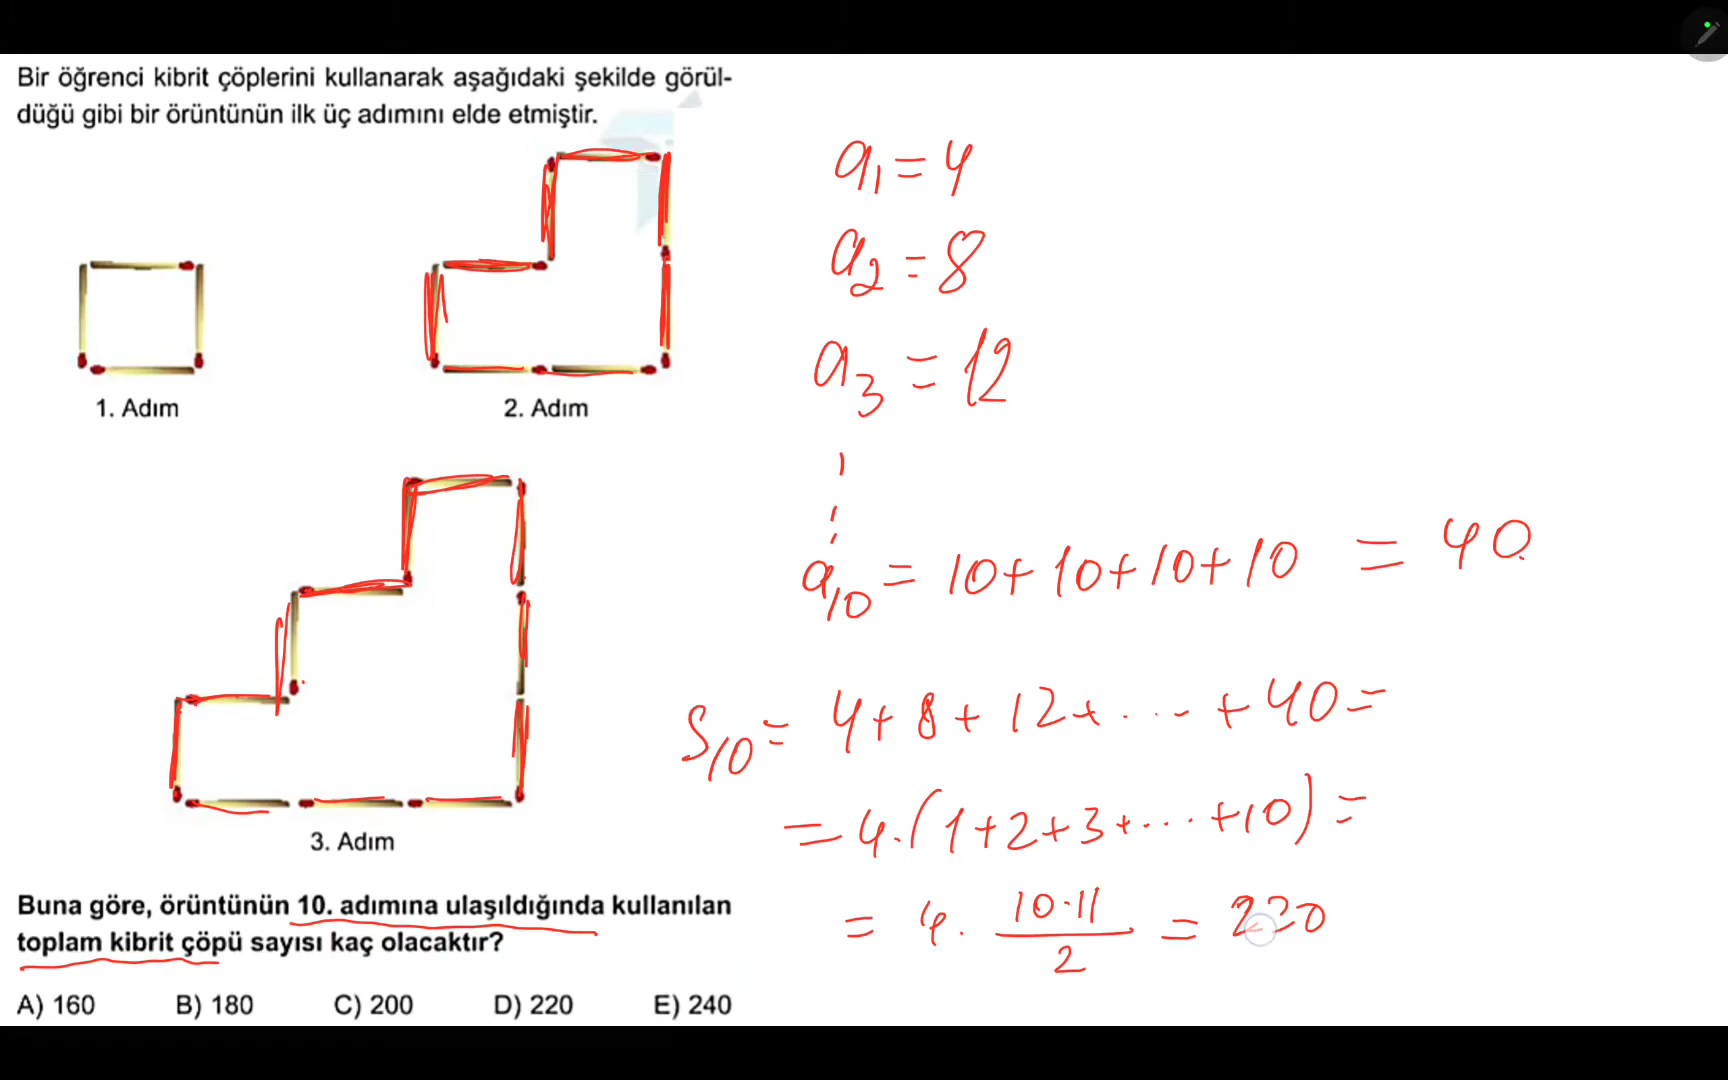 Bir öğrenci kibrit çöplerini kullanarak aşağıdaki şekilde görül-
düğü gibi bir örüntünün ilk üç adımını elde etmiştir.
1. Adım
2. Adım
3. Adım
Buna göre, örüntünün 10. adımına ulaşıldığında kullanılan
toplam kibrit çöpü sayısı kaç olacaktır?
A) 160 B) 180 C) 200 D) 220 E) 240
a₁ = 4
a₂ = 8
a₃ = 12
a₁₀ = 10+10+10+10 = 40
S₁₀ = 4+8+12+...+40 =
= 4.(1+2+3+...+10) =
= 4. 10·11/2 = 220